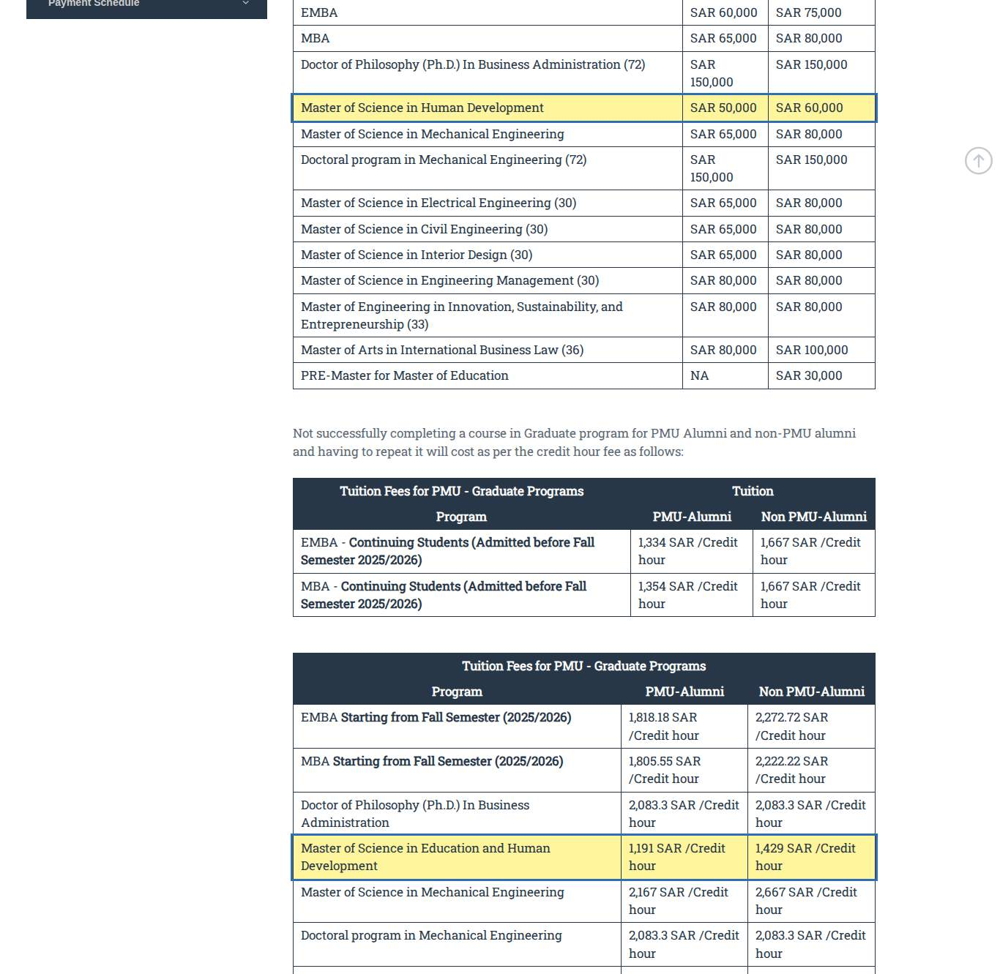 Payment Schedule
EMBA SAR 60,000 SAR 75,000
MBA SAR 65,000 SAR 80,000
Doctor of Philosophy (Ph.D.) In Business Administration (72) SAR 150,000 SAR 150,000
Master of Science in Human Development SAR 50,000 SAR 60,000
Master of Science in Mechanical Engineering SAR 65,000 SAR 80,000
Doctoral program in Mechanical Engineering (72) SAR 150,000 SAR 150,000
Master of Science in Electrical Engineering (30) SAR 65,000 SAR 80,000
Master of Science in Civil Engineering (30) SAR 65,000 SAR 80,000
Master of Science in Interior Design (30) SAR 65,000 SAR 80,000
Master of Science in Engineering Management (30) SAR 80,000 SAR 80,000
Master of Engineering in Innovation, Sustainability, and SAR 80,000 SAR 80,000
Entrepreneurship (33)
Master of Arts in International Business Law (36) SAR 80,000 SAR 100,000
PRE-Master for Master of Education NA SAR 30,000
Not successfully completing a course in Graduate program for PMU Alumni and non-PMU alumni
and having to repeat it will cost as per the credit hour fee as follows:
Tuition Fees for PMU - Graduate Programs Tuition
Program PMU-Alumni Non PMU-Alumni
EMBA - Continuing Students (Admitted before Fall 1,334 SAR /Credit 1,667 SAR /Credit
Semester 2025/2026) hour hour
MBA - Continuing Students (Admitted before Fall 1,354 SAR /Credit 1,667 SAR /Credit
Semester 2025/2026) hour hour
Tuition Fees for PMU - Graduate Programs
Program PMU-Alumni Non PMU-Alumni
EMBA Starting from Fall Semester (2025/2026) 1,818.18 SAR 2,272.72 SAR
/Credit hour /Credit hour
MBA Starting from Fall Semester (2025/2026) 1,805.55 SAR 2,222.22 SAR
/Credit hour /Credit hour
Doctor of Philosophy (Ph.D.) In Business 2,083.3 SAR /Credit 2,083.3 SAR /Credit
Administration hour hour
Master of Science in Education and Human 1,191 SAR /Credit 1,429 SAR /Credit
Development hour hour
Master of Science in Mechanical Engineering 2,167 SAR /Credit 2,667 SAR /Credit
hour hour
Doctoral program in Mechanical Engineering 2,083.3 SAR /Credit 2,083.3 SAR /Credit
hour hour